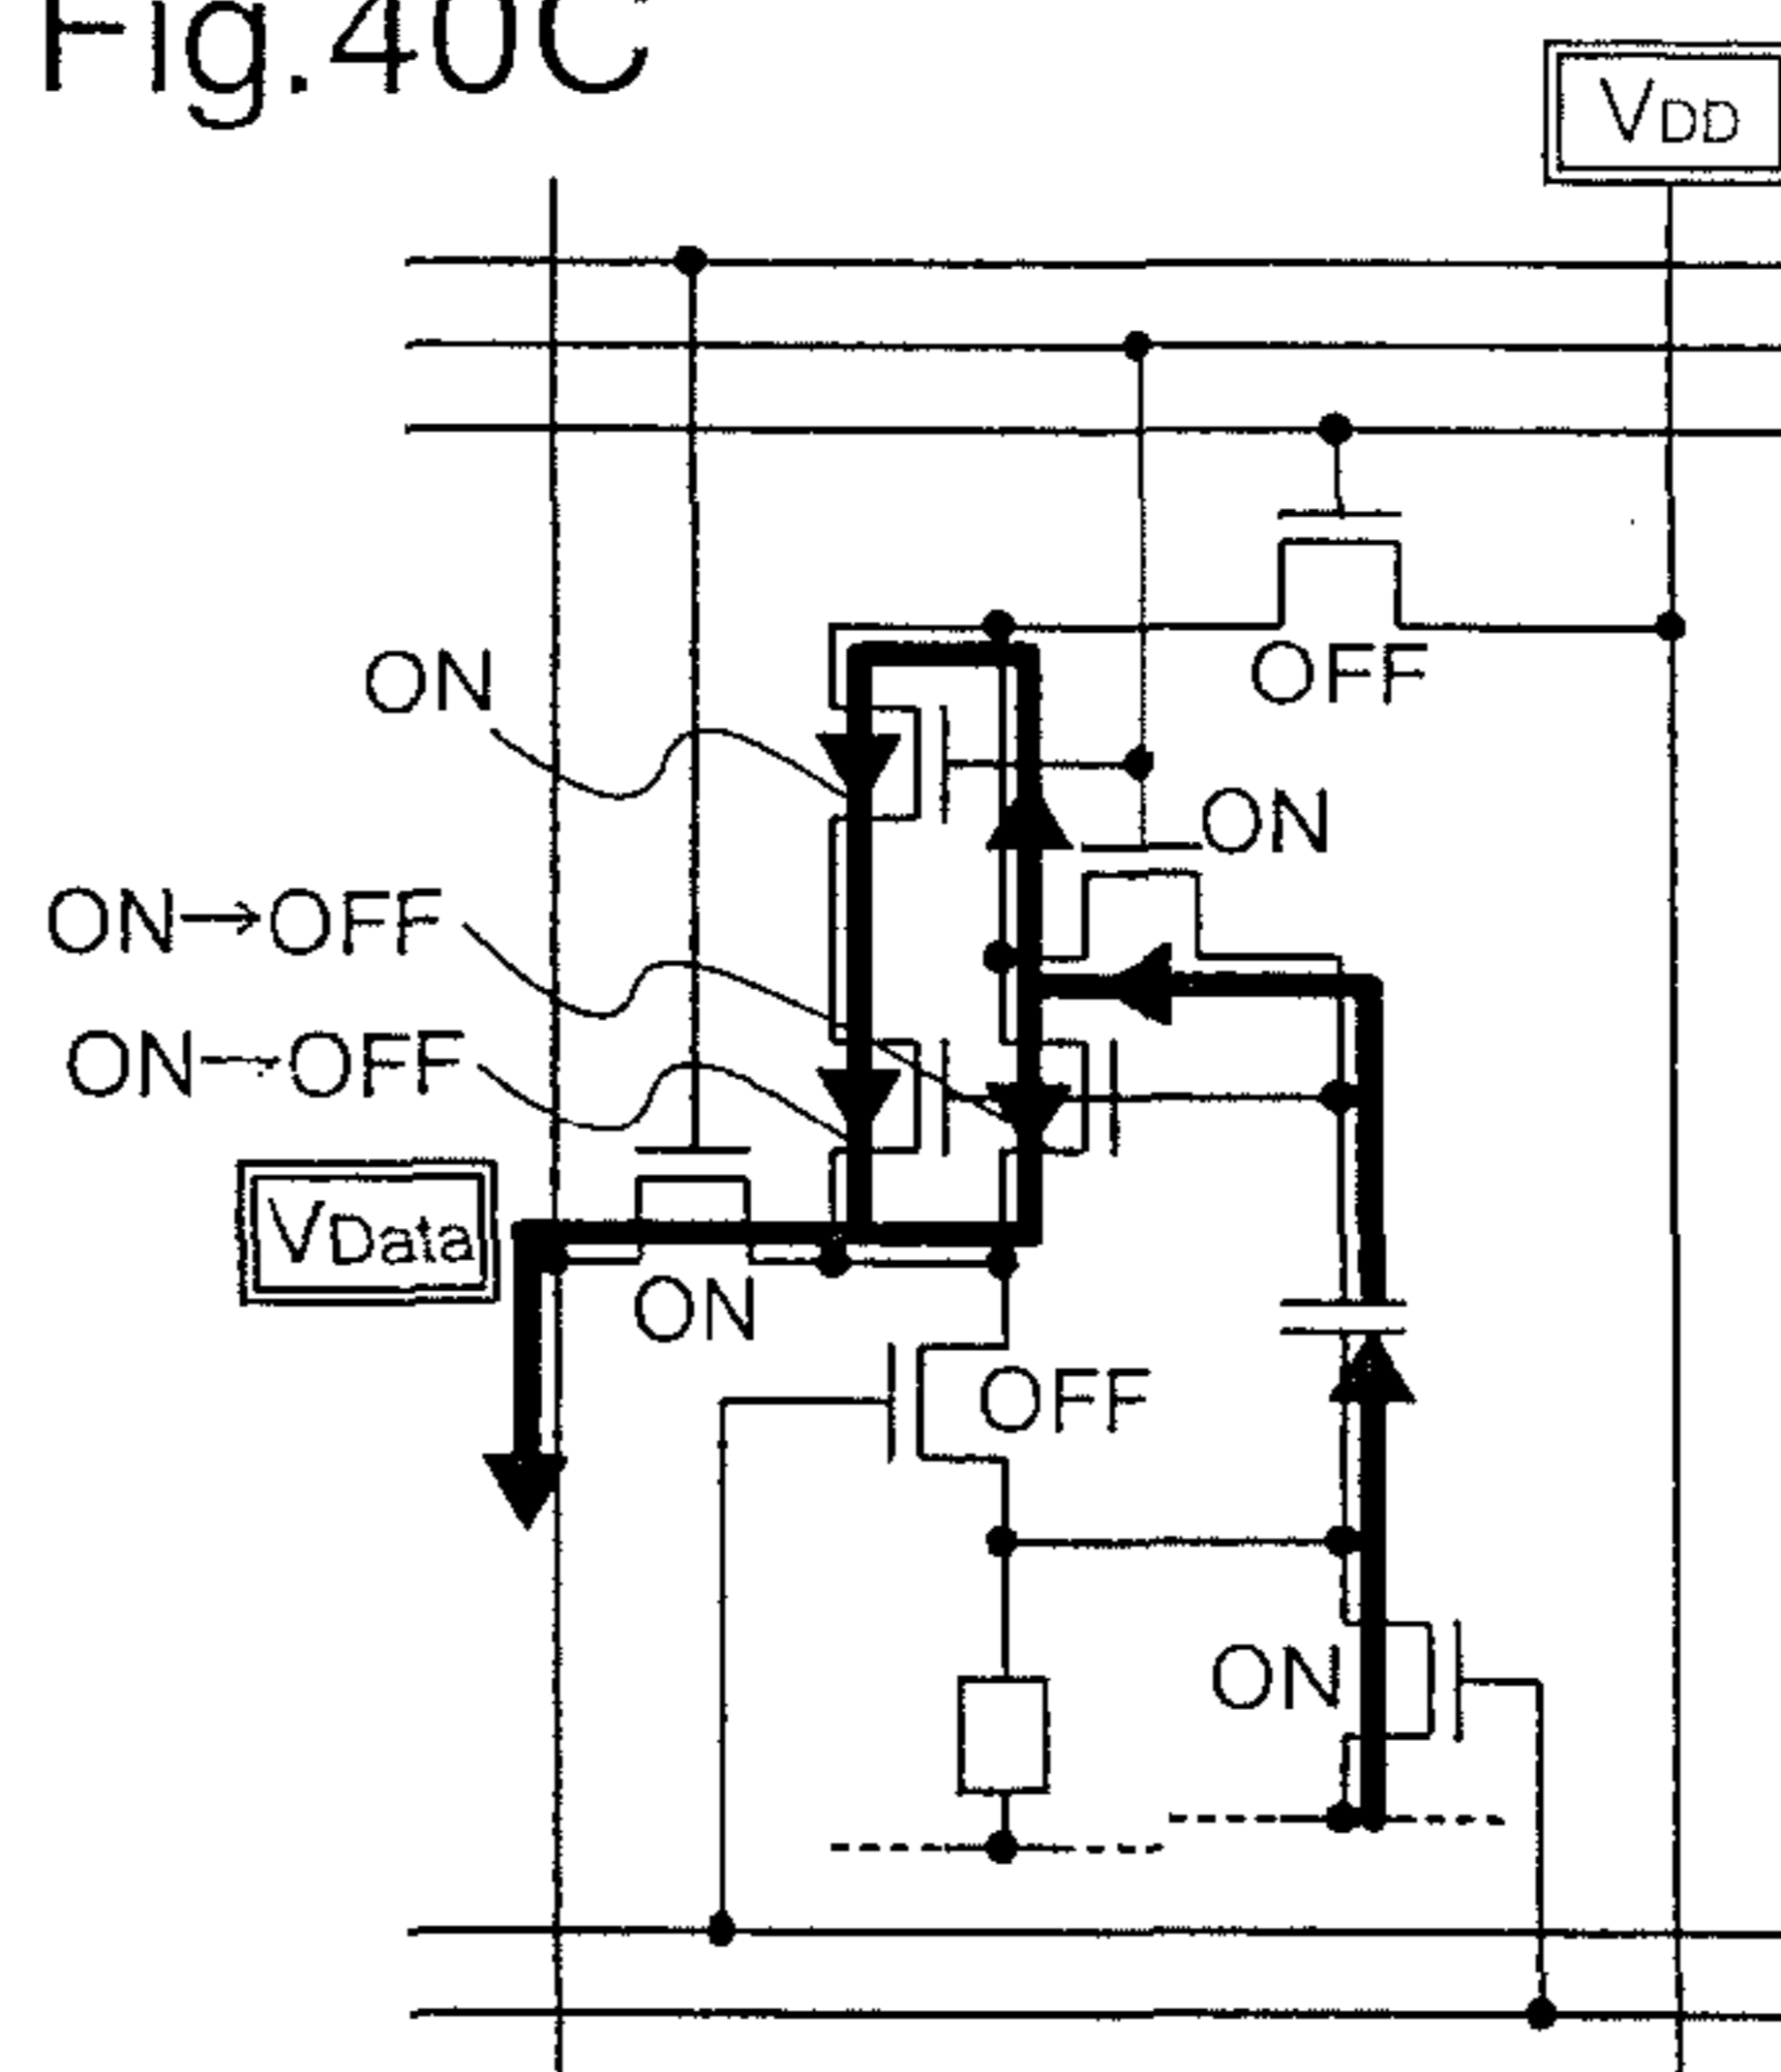 Fig.40C
VDD
OFF
ON
ON
ON→OFF
ON→OFF
VData
ON
OFF
ON